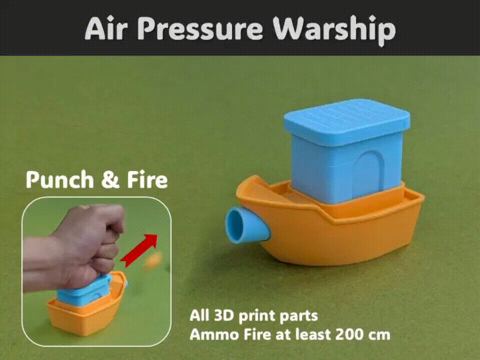 Air Pressure Warship
Punch & Fire
All 3D print parts
Ammo Fire at least 200 cm